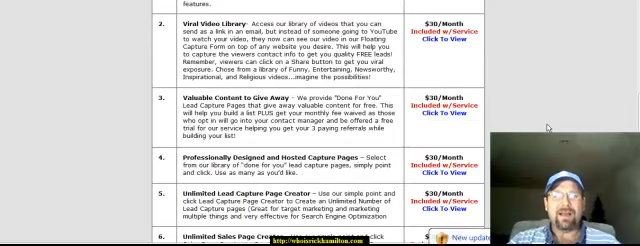 features.
2. Viral Video Library- Access our library of videos that you can
send as a link in an email, but instead of someone going to YouTube
to watch your video, they now can see our video in our Floating
Capture Form on top of any website you desire. This will help you
to capture the viewers contact info to get you quality FREE leads!
Remember, viewers can click on a Share button to get you viral
exposure. Chose from a library of Funny, Entertaining, Newsworthy,
Inspirational, and Religious videos...imagine the possibilities!
$30/Month
Included w/Service
Click To View
3. Valuable Content to Give Away - We provide "Done For You"
Lead Capture Pages that give away valuable content for free. This
will help you build a list PLUS get your monthly fee waved as those
who opt in will go into your contact manager and be offered a free
trial for our service helping you get your 3 paying referrals while
building your list!
$30/Month
Included w/Service
Click To View
4. Professionally Designed and Hosted Capture Pages - Select
from our library of "done for you" lead capture pages, simply point
and click. Use as many as you'd like.
$30/Month
Included w/Service
Click To View
5. Unlimited Lead Capture Page Creator - Use our simple point and
click Lead Capture Page Creator to Create an Unlimited Number of
Lead Capture pages (Great for target marketing and marketing
multiple things and very effective for Search Engine Optimization
$30/Month
Included w/Service
Click To View
6. Unlimited Sales Page Creator
New update
http://whoisrickhamilton.com